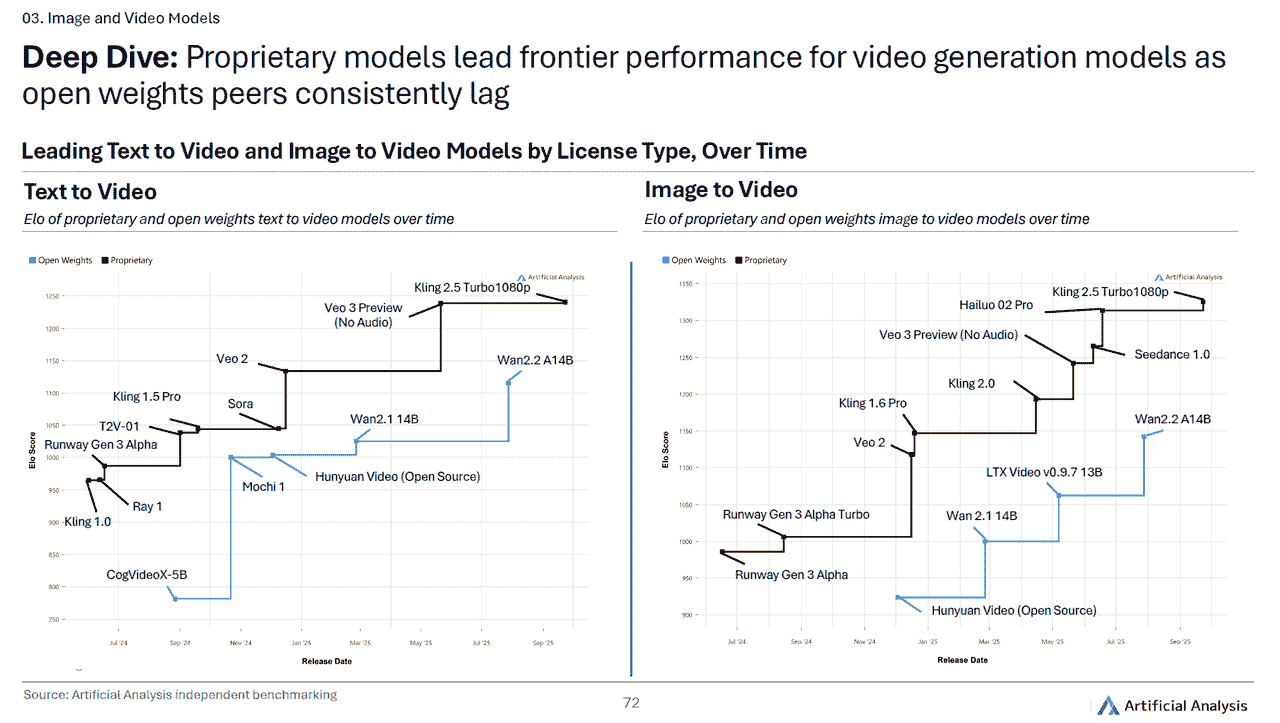 03. Image and Video Models
Deep Dive: Proprietary models lead frontier performance for video generation models as
open weights peers consistently lag
Leading Text to Video and Image to Video Models by License Type, Over Time
Text to Video
Elo of proprietary and open weights text to video models over time
Open Weights Proprietary
Artificial Analysis
Kling 2.5 Turbo1080p
Veo 3 Preview
(No Audio)
Veo 2
Wan2.2 A14B
Kling 1.5 Pro
Sora
T2V-01
Wan2.1 14B
Runway Gen 3 Alpha
Hunyuan Video (Open Source)
Mochi 1
Ray 1
Kling 1.0
CogVideoX-5B
Elo Score
1250
1200
1150
1100
1050
1000
950
900
850
800
750
Jul '24 Sep '24 Nov '24 Jan '25 Mar '25 May '25 Jul '25 Sep '25
Release Date
Image to Video
Elo of proprietary and open weights image to video models over time
Open Weights Proprietary
Artificial Analysis
Kling 2.5 Turbo1080p
Hailuo 02 Pro
Veo 3 Preview (No Audio)
Seedance 1.0
Kling 2.0
Kling 1.6 Pro
Wan2.2 A14B
Veo 2
LTX Video v0.9.7 13B
Runway Gen 3 Alpha Turbo
Wan 2.1 14B
Runway Gen 3 Alpha
Hunyuan Video (Open Source)
Elo Score
1350
1300
1250
1200
1150
1100
1050
1000
950
900
Jul '24 Sep '24 Nov '24 Jan '25 Mar '25 May '25 Jul '25 Sep '25
Release Date
Source: Artificial Analysis independent benchmarking
72
Artificial Analysis